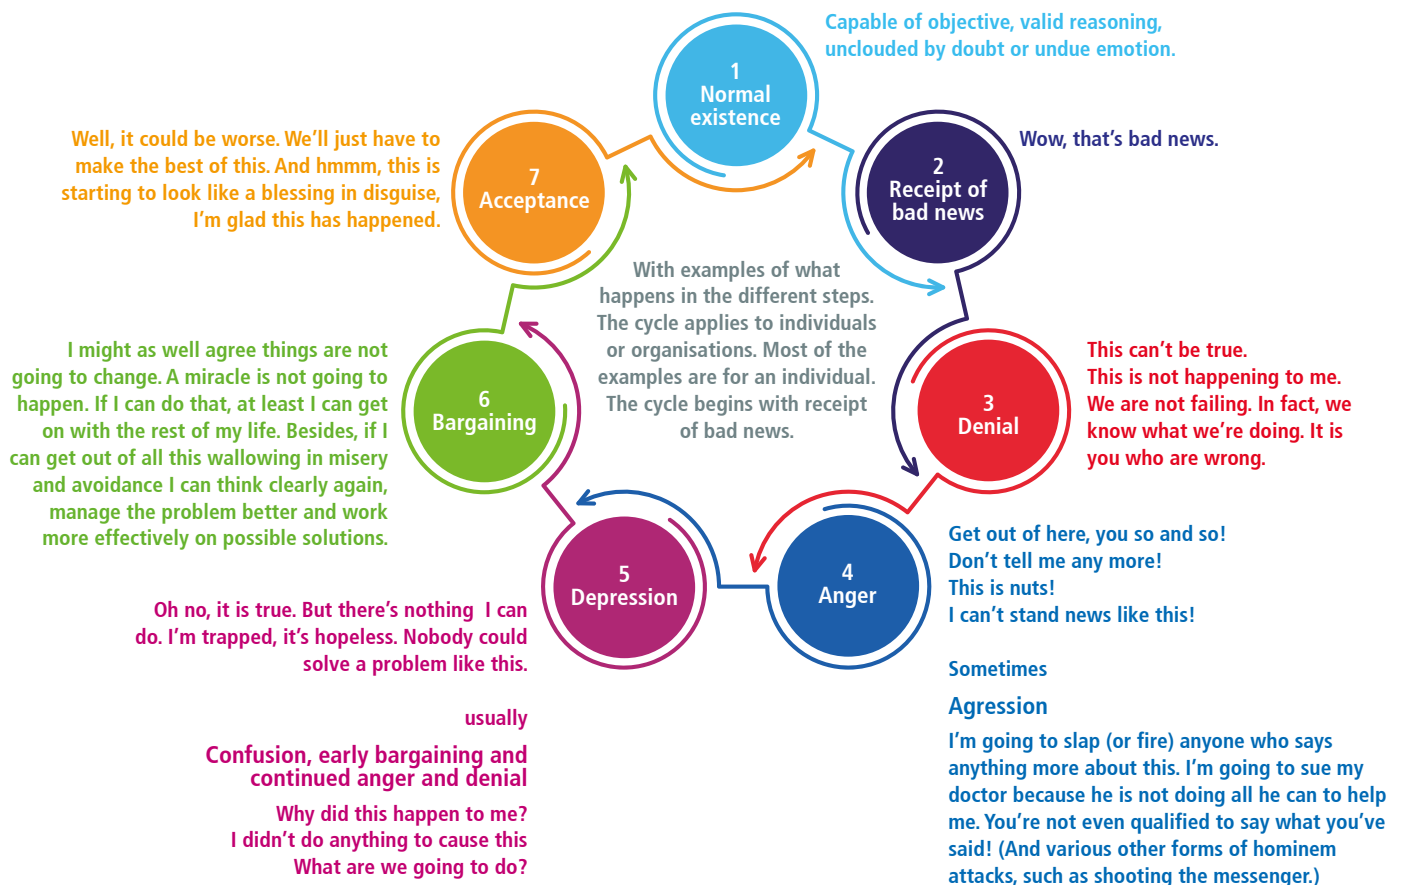 1
Normal
existence
Capable of objective, valid reasoning,
unclouded by doubt or undue emotion.
2
Receipt of
bad news
Wow, that's bad news.
3
Denial
This can't be true.
This is not happening to me.
We are not failing. In fact, we
know what we're doing. It is
you who are wrong.
4
Anger
Get out of here, you so and so!
Don't tell me any more!
This is nuts!
I can't stand news like this!
Sometimes
Agression
I'm going to slap (or fire) anyone who says
anything more about this. I'm going to sue my
doctor because he is not doing all he can to help
me. You're not even qualified to say what you've
said! (And various other forms of hominem
attacks, such as shooting the messenger.)
5
Depression
Oh no, it is true. But there's nothing  I can
do. I'm trapped, it's hopeless. Nobody could
solve a problem like this.
usually
Confusion, early bargaining and
continued anger and denial
Why did this happen to me?
I didn't do anything to cause this
What are we going to do?
6
Bargaining
I might as well agree things are not
going to change. A miracle is not going to
happen. If I can do that, at least I can get
on with the rest of my life. Besides, if I
can get out of all this wallowing in misery
and avoidance I can think clearly again,
manage the problem better and work
more effectively on possible solutions.
7
Acceptance
Well, it could be worse. We'll just have to
make the best of this. And hmmm, this is
starting to look like a blessing in disguise,
I'm glad this has happened.
With examples of what
happens in the different steps.
The cycle applies to individuals
or organisations. Most of the
examples are for an individual.
The cycle begins with receipt
of bad news.